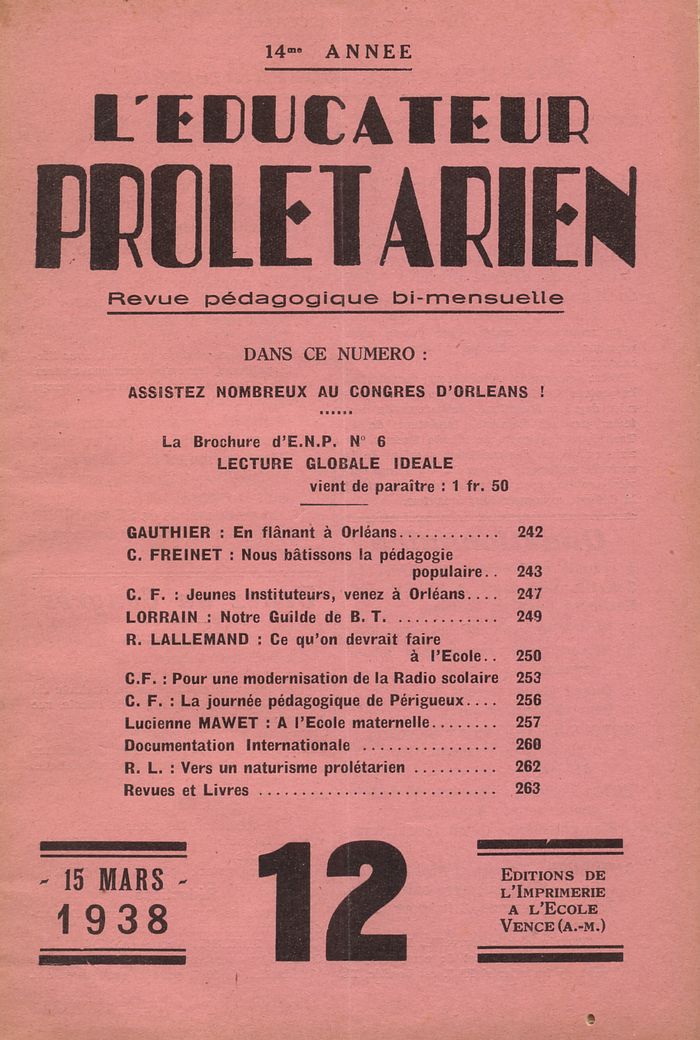 14me ANNEE
L'EDUCATEUR
PROLETARIEN
Revue pédagogique bi-mensuelle
DANS CE NUMERO :
ASSISTEZ NOMBREUX AU CONGRES D'ORLEANS !
......
La Brochure d'E.N.P. N° 6
LECTURE GLOBALE IDEALE
vient de paraître : 1 fr. 50
GAUTHIER : En flânant à Orléans............ 242
C. FREINET : Nous bâtissons la pédagogie
populaire.. 243
C. F. : Jeunes Instituteurs, venez à Orléans.... 247
LORRAIN : Notre Guilde de B. T. ............ 249
R. LALLEMAND : Ce qu'on devrait faire
à l'Ecole.. 250
C.F. : Pour une modernisation de la Radio scolaire 253
C. F. : La journée pédagogique de Périgueux.... 256
Lucienne MAWET : A l'Ecole maternelle........ 257
Documentation Internationale ................ 260
R. L. : Vers un naturisme prolétarien .......... 262
Revues et Livres ............................ 263
- 15 MARS -
1938
12
EDITIONS DE
L'IMPRIMERIE
A L'ECOLE
VENCE (A.-M.)